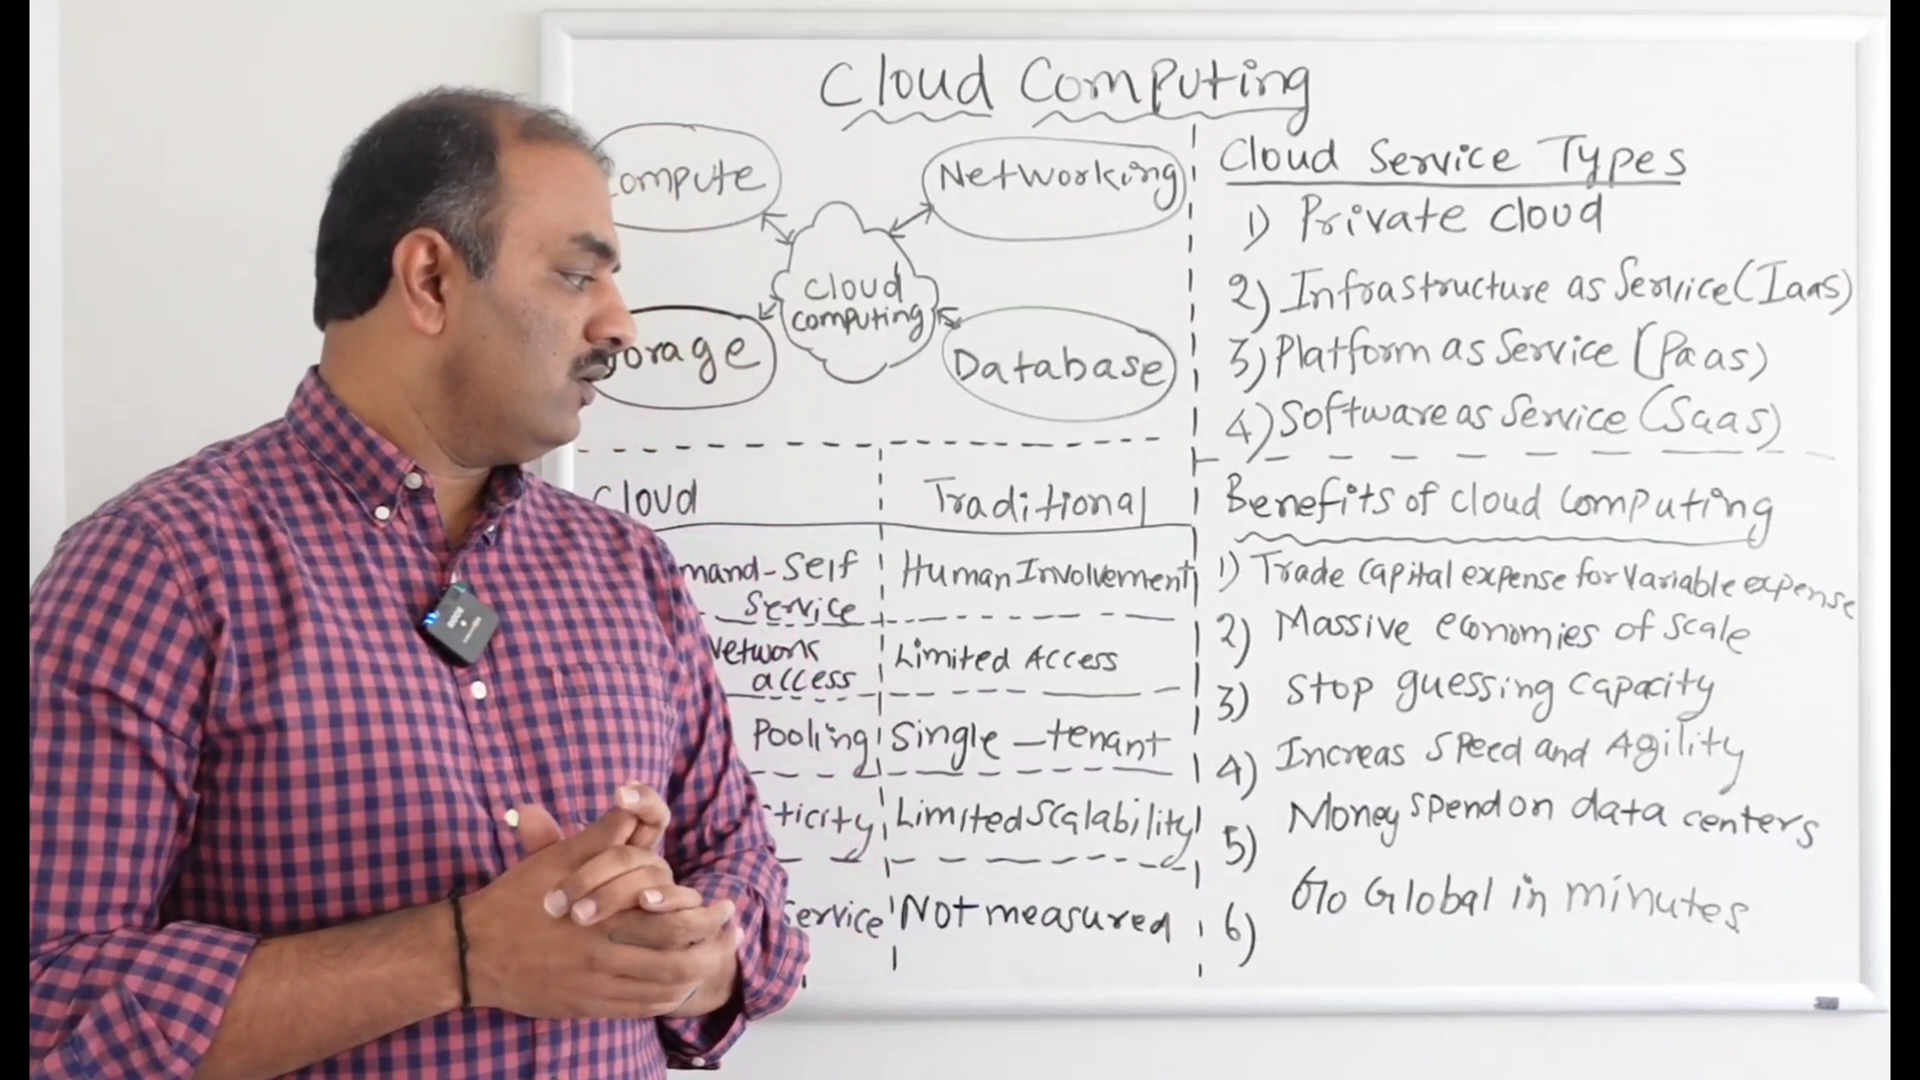 Cloud Computing
compute
Networking
Cloud
computing
Storage
Database
Cloud Service Types
1) Private cloud
2) Infrastructure as Service (Iaas)
3) Platform as Service (Paas)
4) Software as Service (Saas)
Cloud
Traditional
mand-Self
Service
Human Involvement
Network
access
Limited Access
Pooling
Single-tenant
ticity
Limited Scalability
Service
Not measured
Benefits of cloud computing
1) Trade capital expense for variable expense
2) Massive economies of scale
3) Stop guessing capacity
4) Increas speed and Agility
5) Money spend on data centers
6) Go Global in minutes